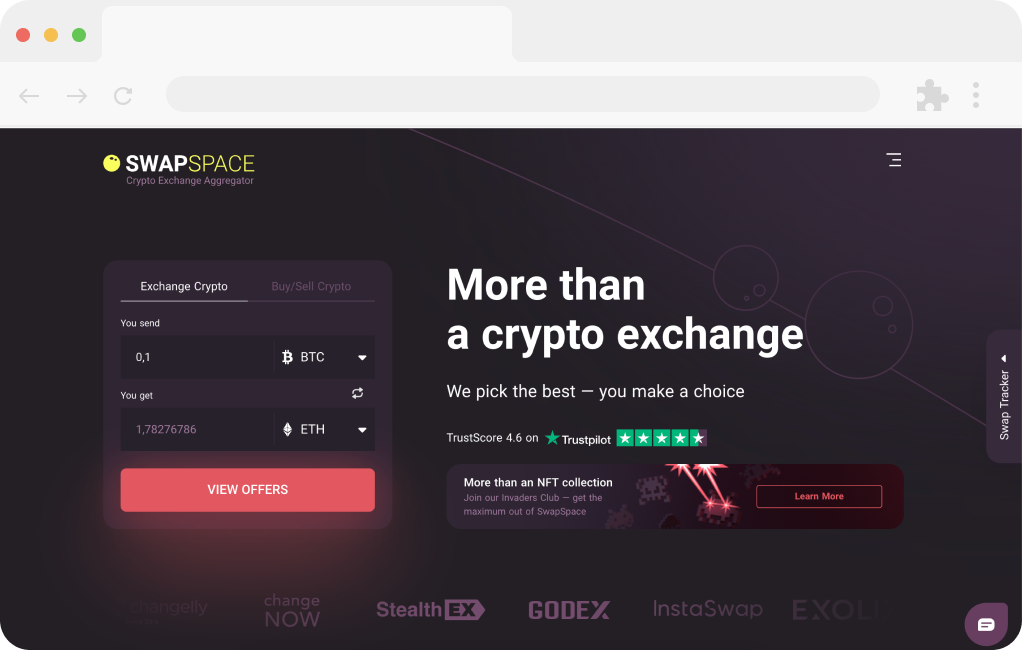 SWAPSPACE
Crypto Exchange Aggregator
Exchange Crypto
Buy/Sell Crypto
You send
0,1
BTC
You get
1,78276786
ETH
VIEW OFFERS
More than
a crypto exchange
We pick the best — you make a choice
TrustScore 4.6 on Trustpilot
More than an NFT collection
Join our Invaders Club — get the
maximum out of SwapSpace
Learn More
Swap Tracker
changelly
change
NOW
StealthEX
GODEX
InstaSwap